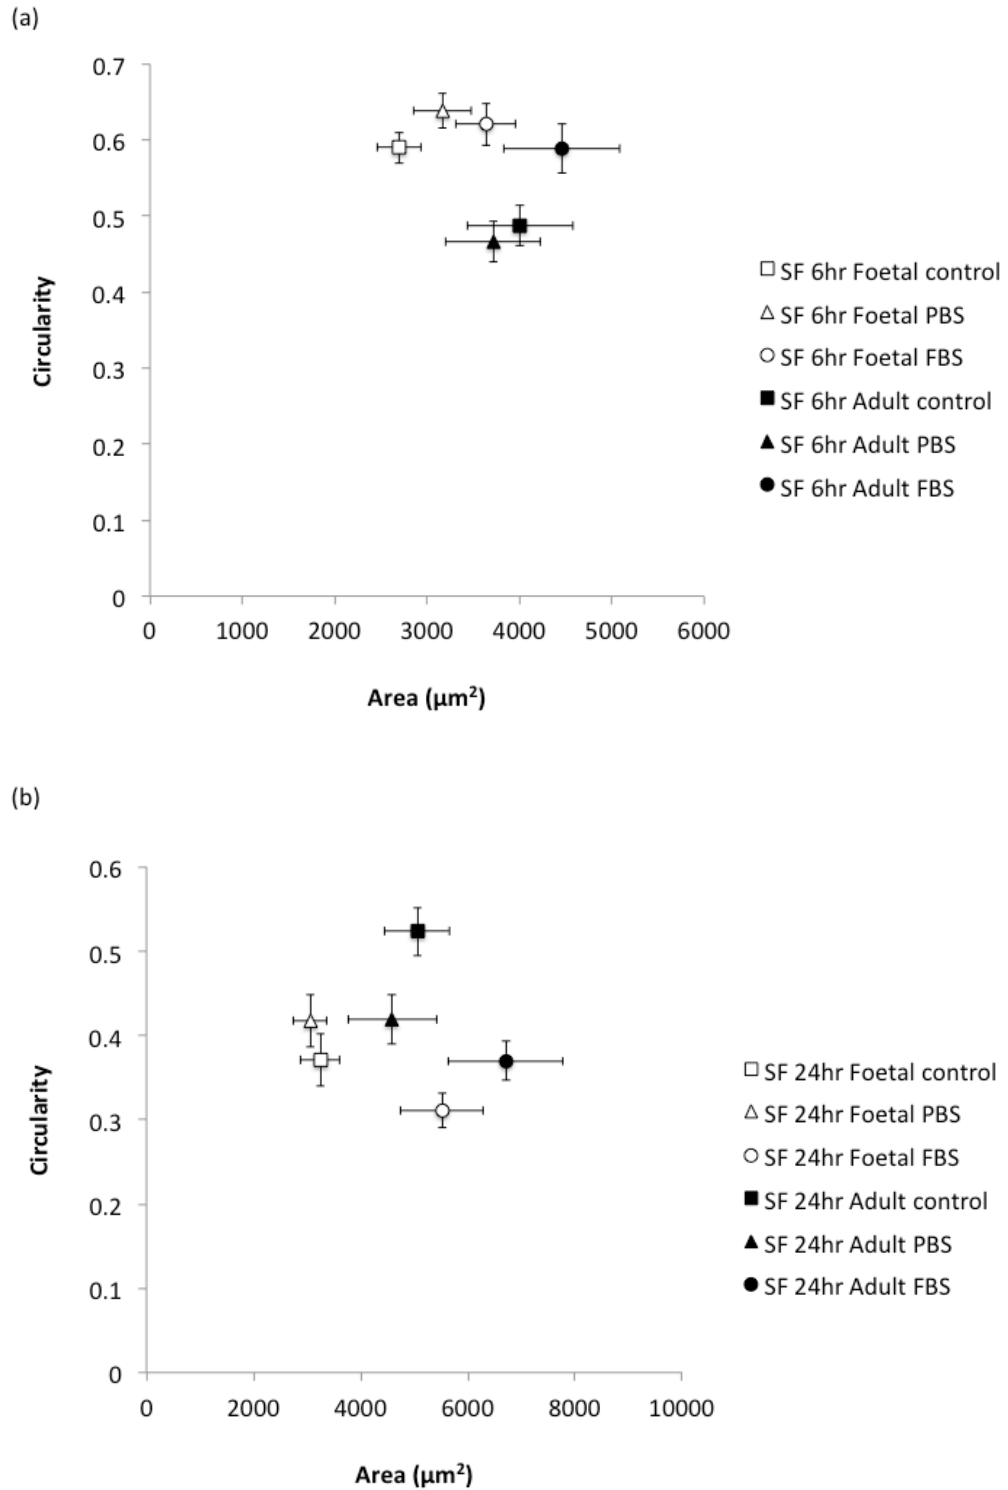 (a)
0.7
0.6
0.5
0.4
0.3
0.2
0.1
0
Circularity
0 1000 2000 3000 4000 5000 6000
Area (µm²)
SF 6hr Foetal control
SF 6hr Foetal PBS
SF 6hr Foetal FBS
SF 6hr Adult control
SF 6hr Adult PBS
SF 6hr Adult FBS
(b)
0.6
0.5
0.4
0.3
0.2
0.1
0
Circularity
0 2000 4000 6000 8000 10000
Area (µm²)
SF 24hr Foetal control
SF 24hr Foetal PBS
SF 24hr Foetal FBS
SF 24hr Adult control
SF 24hr Adult PBS
SF 24hr Adult FBS